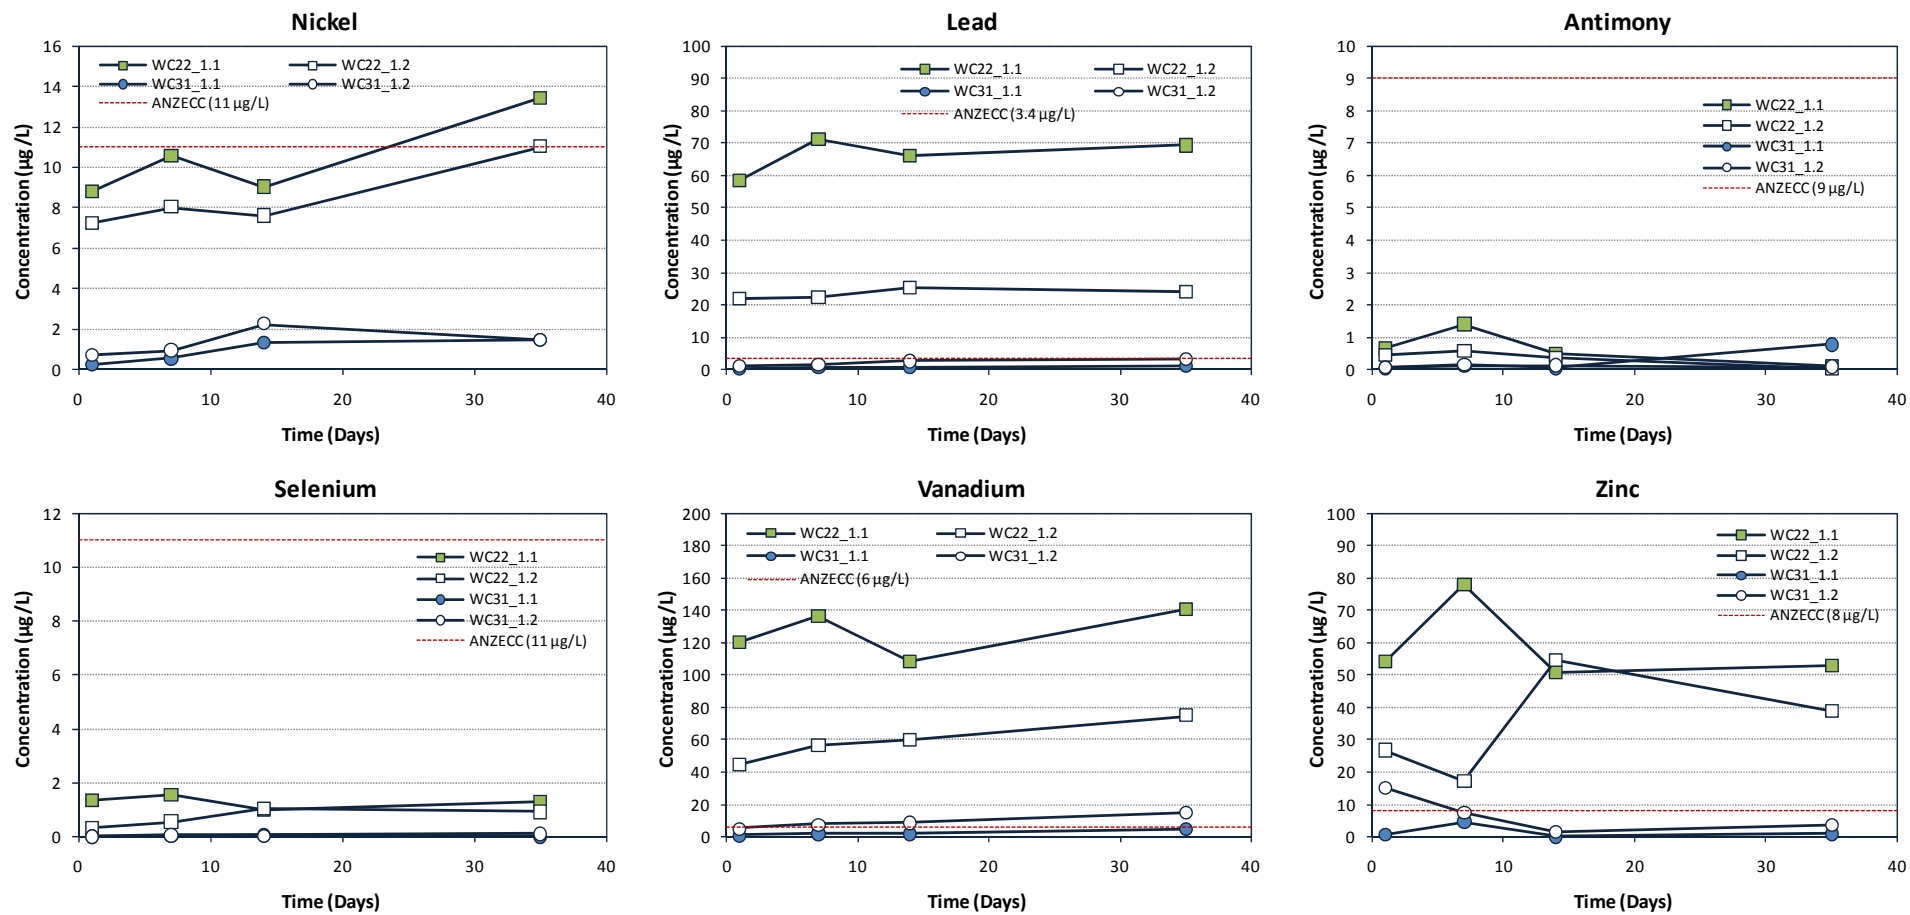 Nickel
16
14
12
10
8
6
4
2
0
0 10 20 30 40
Concentration (µg /L)
Time (Days)
WC22_1.1 WC22_1.2
WC31_1.1 WC31_1.2
ANZECC (11 µg/L)
Lead
100
90
80
70
60
50
40
30
20
10
0
0 10 20 30 40
Concentration (µg /L)
Time (Days)
WC22_1.1 WC22_1.2
WC31_1.1 WC31_1.2
ANZECC (3.4 µg/L)
Antimony
10
9
8
7
6
5
4
3
2
1
0
0 10 20 30 40
Concentration (µg /L)
Time (Days)
WC22_1.1
WC22_1.2
WC31_1.1
WC31_1.2
ANZECC (9 µg/L)
Selenium
12
10
8
6
4
2
0
0 10 20 30 40
Concentration (µg /L)
Time (Days)
WC22_1.1
WC22_1.2
WC31_1.1
WC31_1.2
ANZECC (11 µg/L)
Vanadium
200
180
160
140
120
100
80
60
40
20
0
0 10 20 30 40
Concentration (µg /L)
Time (Days)
WC22_1.1 WC22_1.2
WC31_1.1 WC31_1.2
ANZECC (6 µg/L)
Zinc
100
90
80
70
60
50
40
30
20
10
0
0 10 20 30 40
Concentration (µg /L)
Time (Days)
WC22_1.1
WC22_1.2
WC31_1.1
WC31_1.2
ANZECC (8 µg/L)